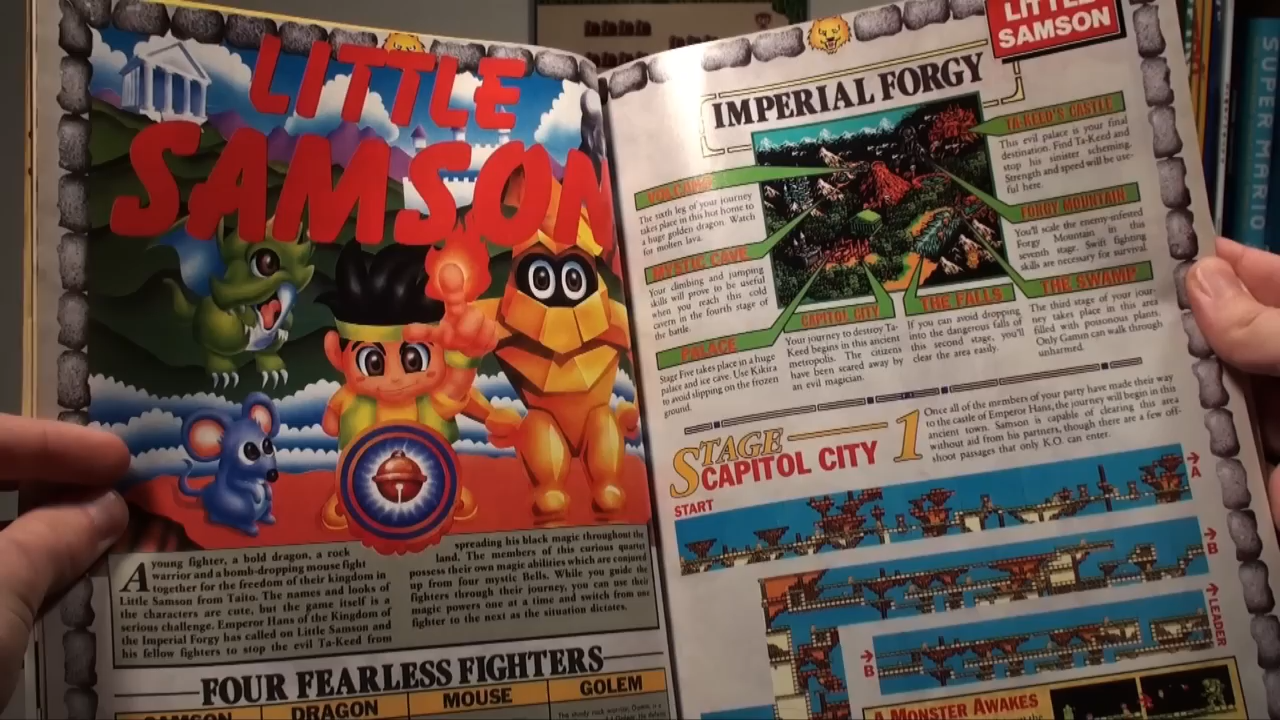 LITTLE
SAMSON
A young fighter, a bold dragon, a rock
warrior and a bomb-dropping mouse fight
together for the freedom of their kingdom in
Little Samson from Taito. The names and looks of
the characters are cute, but the game itself is a
serious challenge. Emperor Hans of the Kingdom of
the Imperial Forgy has called on Little Samson and
his fellow fighters to stop the evil Ta-Keed from
spreading his black magic throughout the
land. The members of this curious quartet
possess their own magic abilities which are conjured
up from four mystic Bells. While you guide the
fighters through their journey, you can use their
magic powers one at a time and switch from one
fighter to the next as the situation dictates.
FOUR FEARLESS FIGHTERS
SAMSON
DRAGON
MOUSE
GOLEM
LITTLE
SAMSON
IMPERIAL FORGY
TA-KEED'S CASTLE
This evil palace is your final
destination. Find Ta-Keed and
stop his sinister scheming.
Strength and speed will be use-
ful here.
VOLCANO
The sixth leg of your journey
takes place in this hot home to
a huge golden dragon. Watch
for molten lava.
FORGY MOUNTAIN
You'll scale the enemy-infested
Forgy Mountain in this
seventh stage. Swift fighting
skills are necessary for survival.
MYSTIC CAVE
Your climbing and jumping
skills will prove to be useful
when you reach this cold
cavern in the fourth stage of
the battle.
THE SWAMP
The third stage of your jour-
ney takes place in this area
filled with poisonous plants.
Only Gamm can walk through
unharmed.
THE FALLS
If you can avoid dropping
into the dangerous falls of
this second stage, you'll
clear the area easily.
CAPITOL CITY
Your journey to destroy Ta-
Keed begins in this ancient
metropolis. The citizens
have been scared away by
an evil magician.
PALACE
Stage Five takes place in a huge
palace and ice cave. Use Kikira
to avoid slipping on the frozen
ground.
STAGE 1
CAPITOL CITY
Once all of the members of your party have made their way
to the castle of Emperor Hans, the journey will begin in this
ancient town. Samson is capable of clearing this area
without aid from his partners, though there are a few off-
shoot passages that only K.O. can enter.
START
A
B
B
LEADER
A MONSTER AWAKES
SUPER MARIO